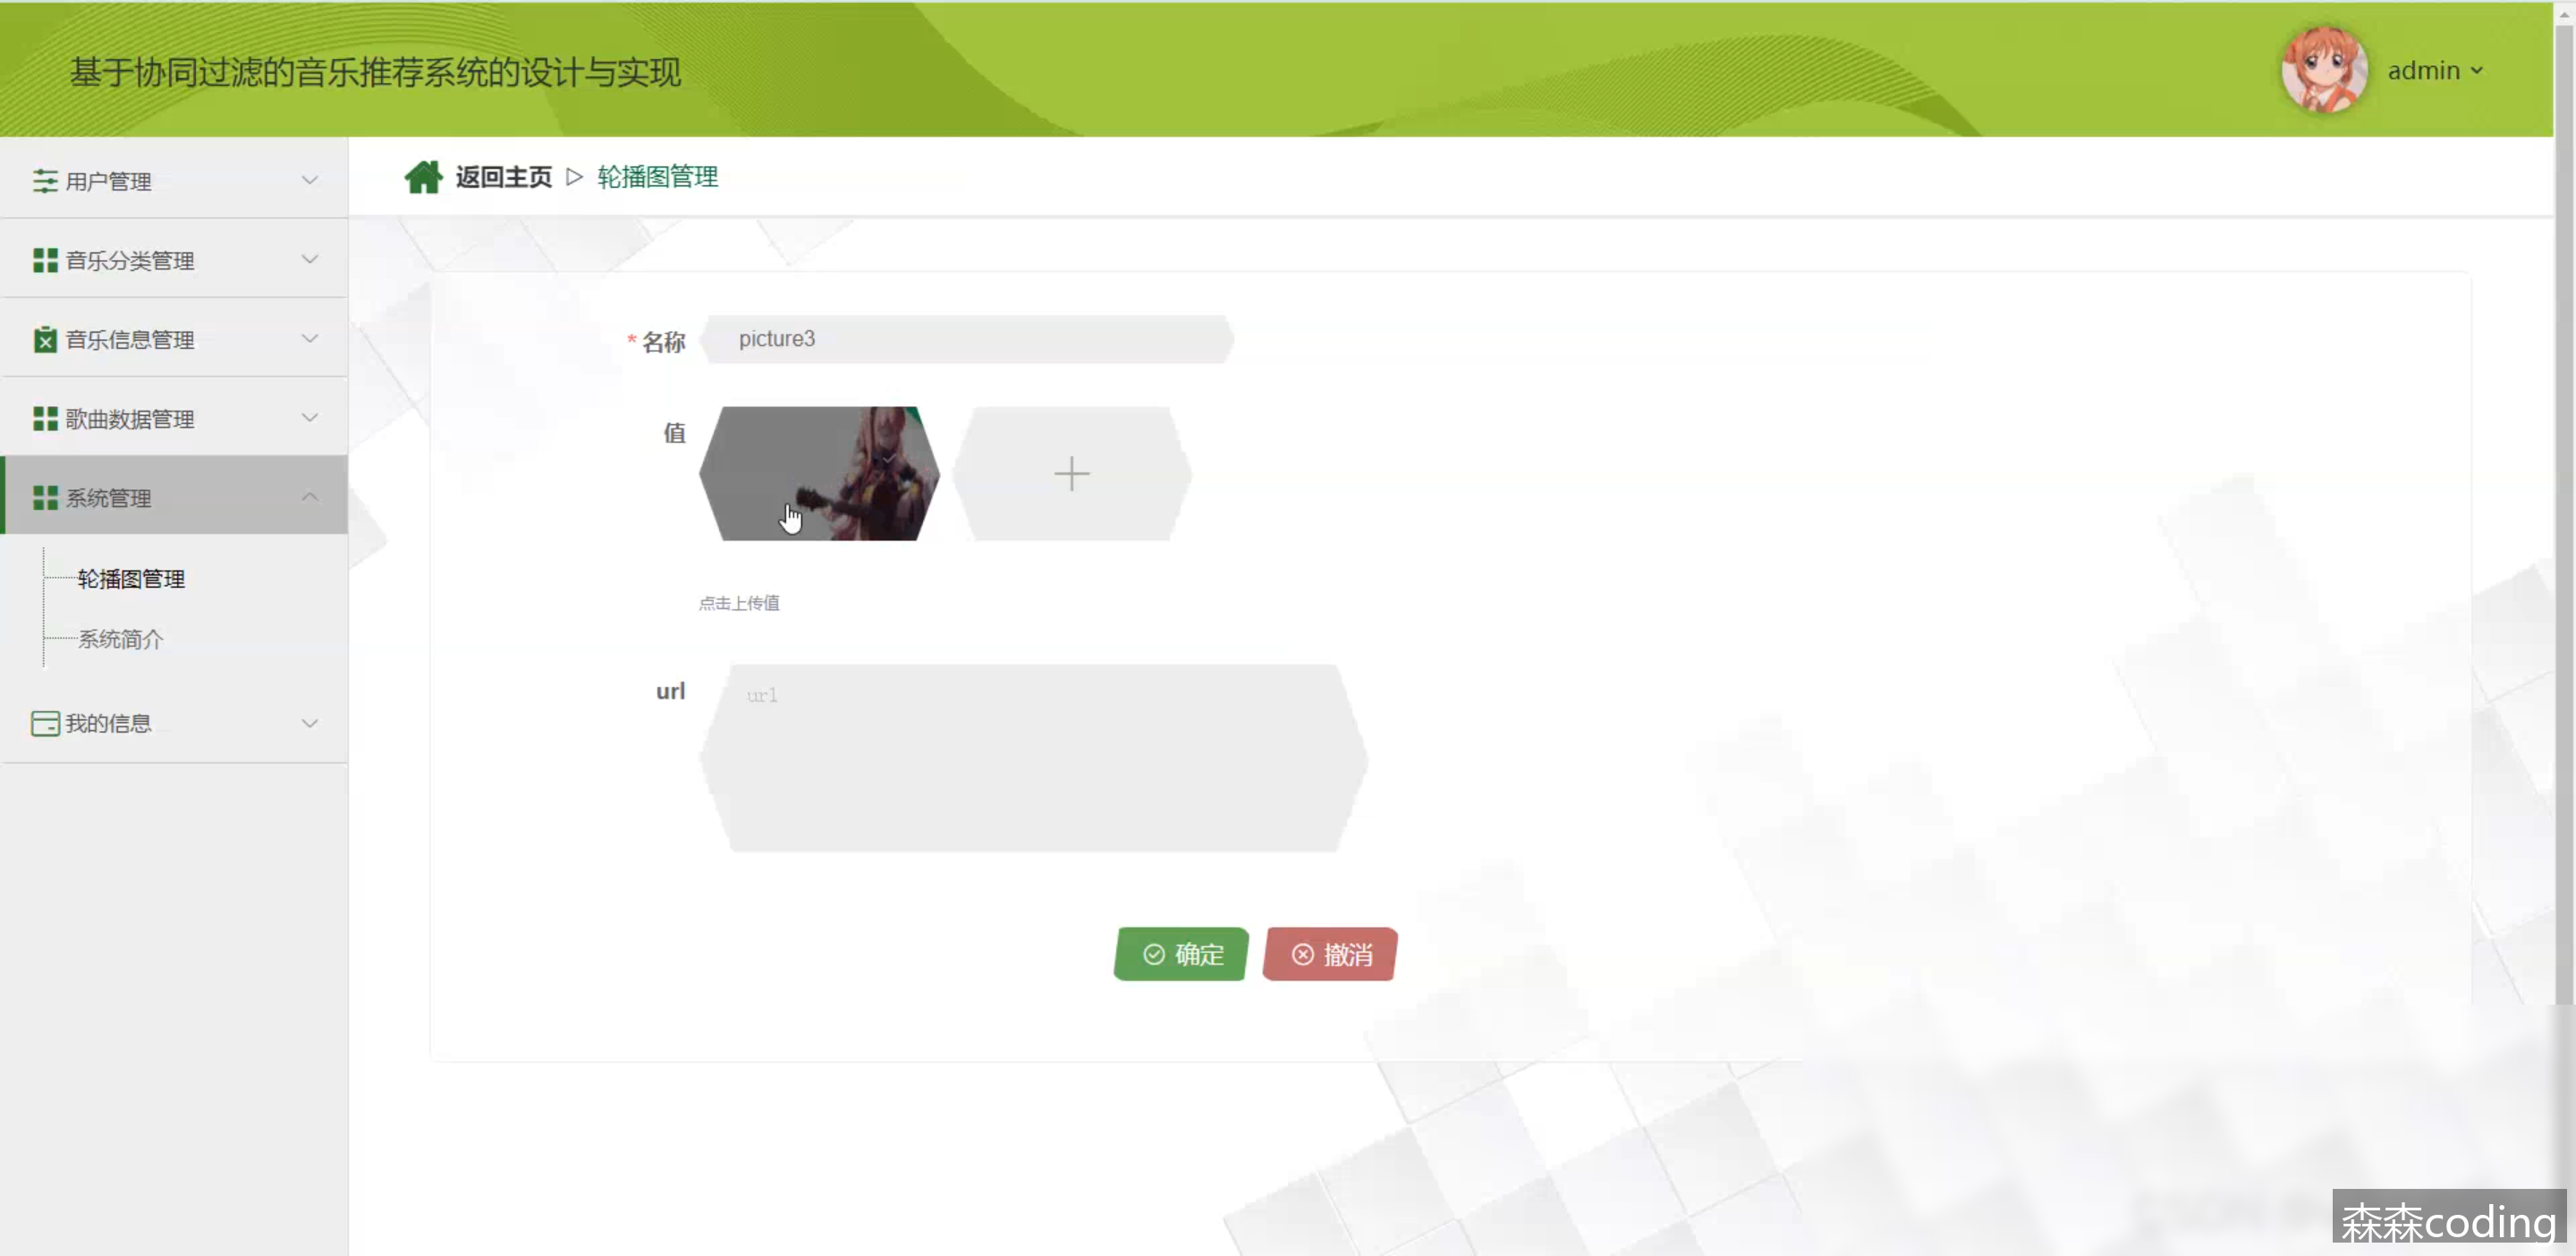 基于协同过滤的音乐推荐系统的设计与实现
admin
用户管理
音乐分类管理
音乐信息管理
歌曲数据管理
系统管理
轮播图管理
系统简介
我的信息
返回主页 ▷ 轮播图管理
* 名称 picture3
值
点击上传值
url url
确定 撤消
森森coding